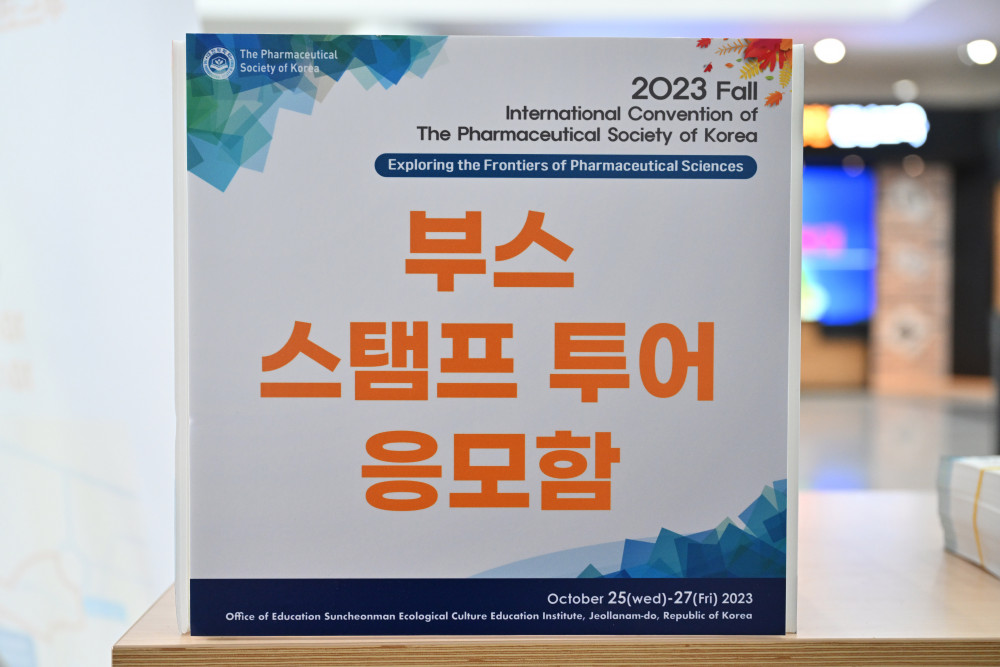 The Pharmaceutical
Society of Korea
2023 Fall
International Convention of
The Pharmaceutical Society of Korea
Exploring the Frontiers of Pharmaceutical Sciences
부스
스탬프 투어
응모함
October 25(wed)-27(Fri) 2023
Office of Education Suncheonman Ecological Culture Education Institute, Jeollanam-do, Republic of Korea